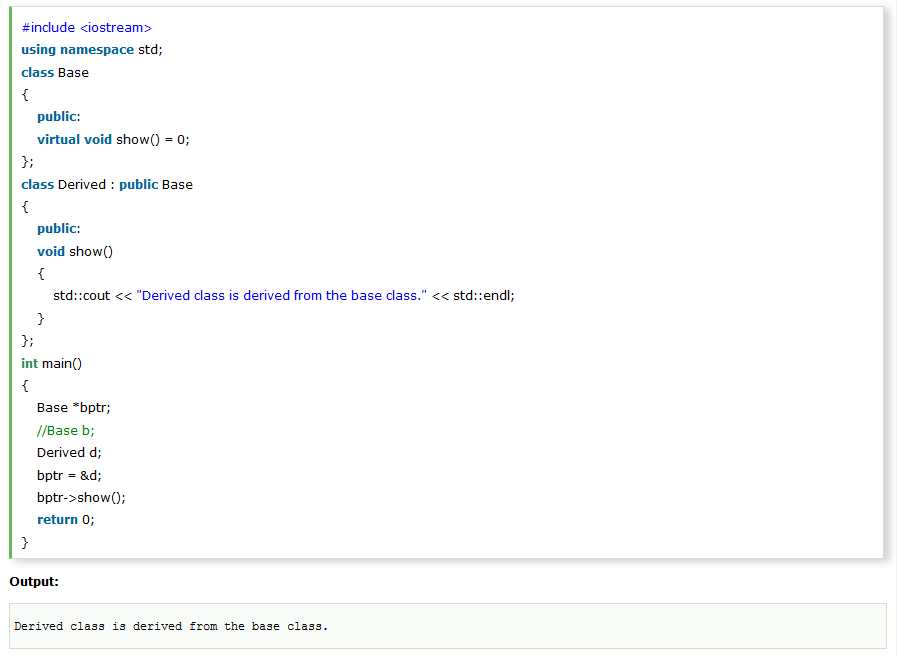 #include <iostream>
using namespace std;
class Base
{
public:
virtual void show() = 0;
};
class Derived : public Base
{
public:
void show()
{
std::cout << "Derived class is derived from the base class." << std::endl;
}
};
int main()
{
Base *bptr;
//Base b;
Derived d;
bptr = &d;
bptr->show();
return 0;
}
Output:
Derived class is derived from the base class.